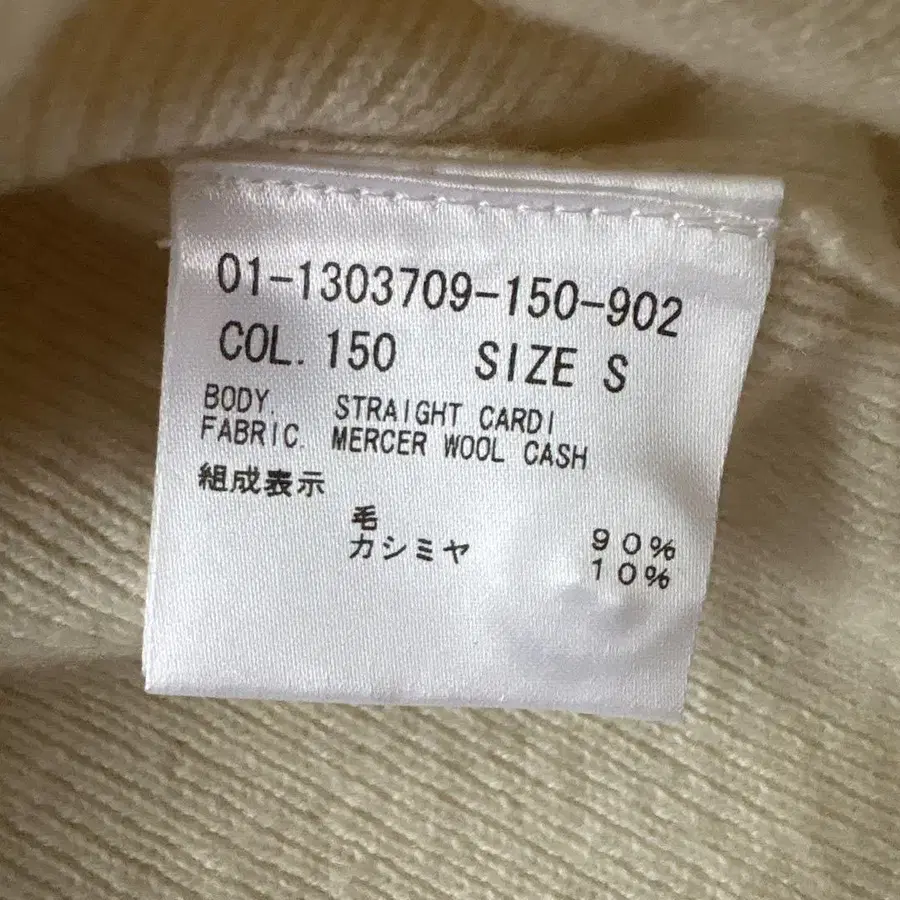 01-1303709-150-902
COL. 150 SIZE S
BODY. STRAIGHT CARDI
FABRIC. MERCER WOOL CASH
組成表示
毛 90%
カシミヤ 10%